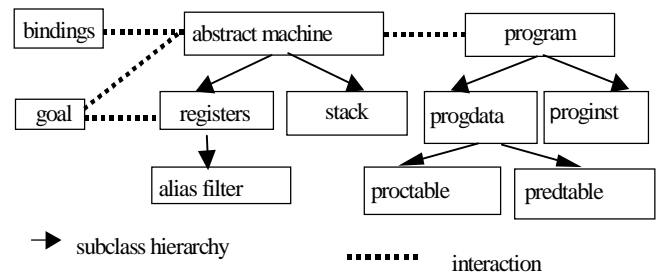 bindings
abstract machine
program
goal
registers
stack
progdata
proginst
alias filter
proctable
predtable
subclass hierarchy
interaction